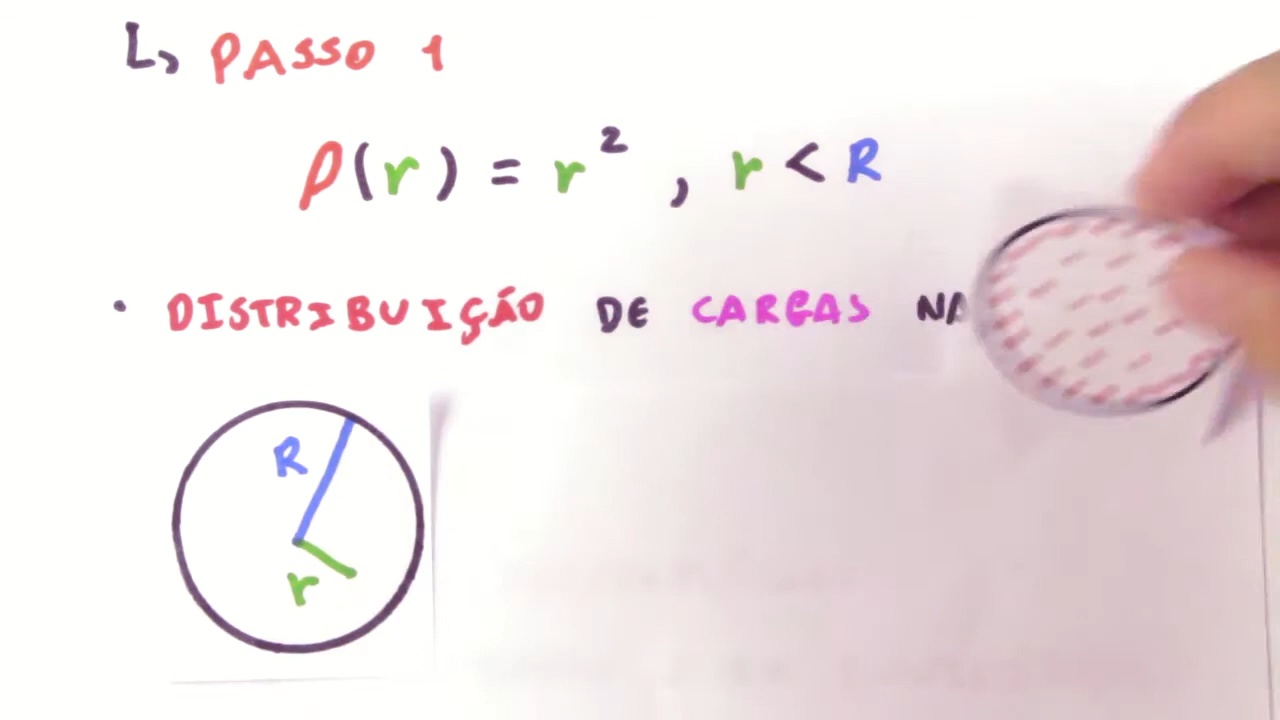 L, PASSO 1
ρ(r) = r² , r < R
• DISTRIBUIÇÃO DE CARGAS NA
R
r